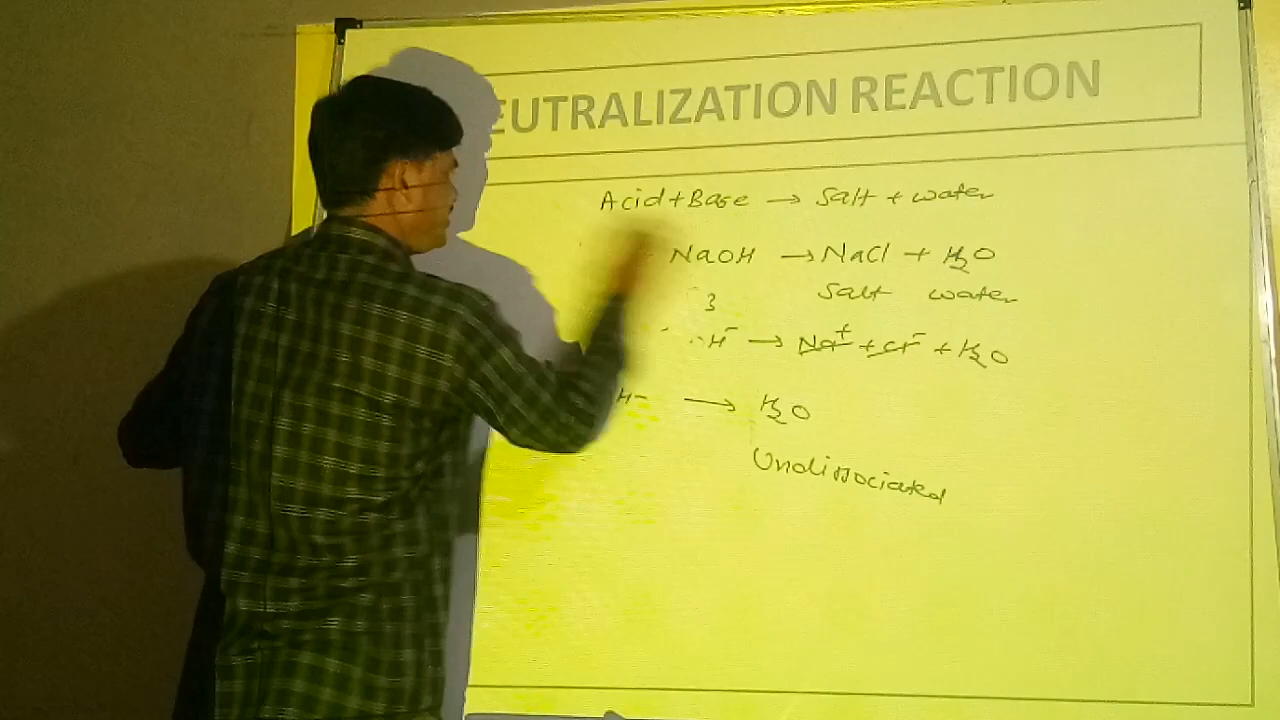 EUTRALIZATION REACTION
Acid + Base → Salt + water
NaOH → NaCl + H₂O
Salt water
3
H⁻ → Na⁺ + Cl⁻ + H₂O
H⁻ → H₂O
Undissociated